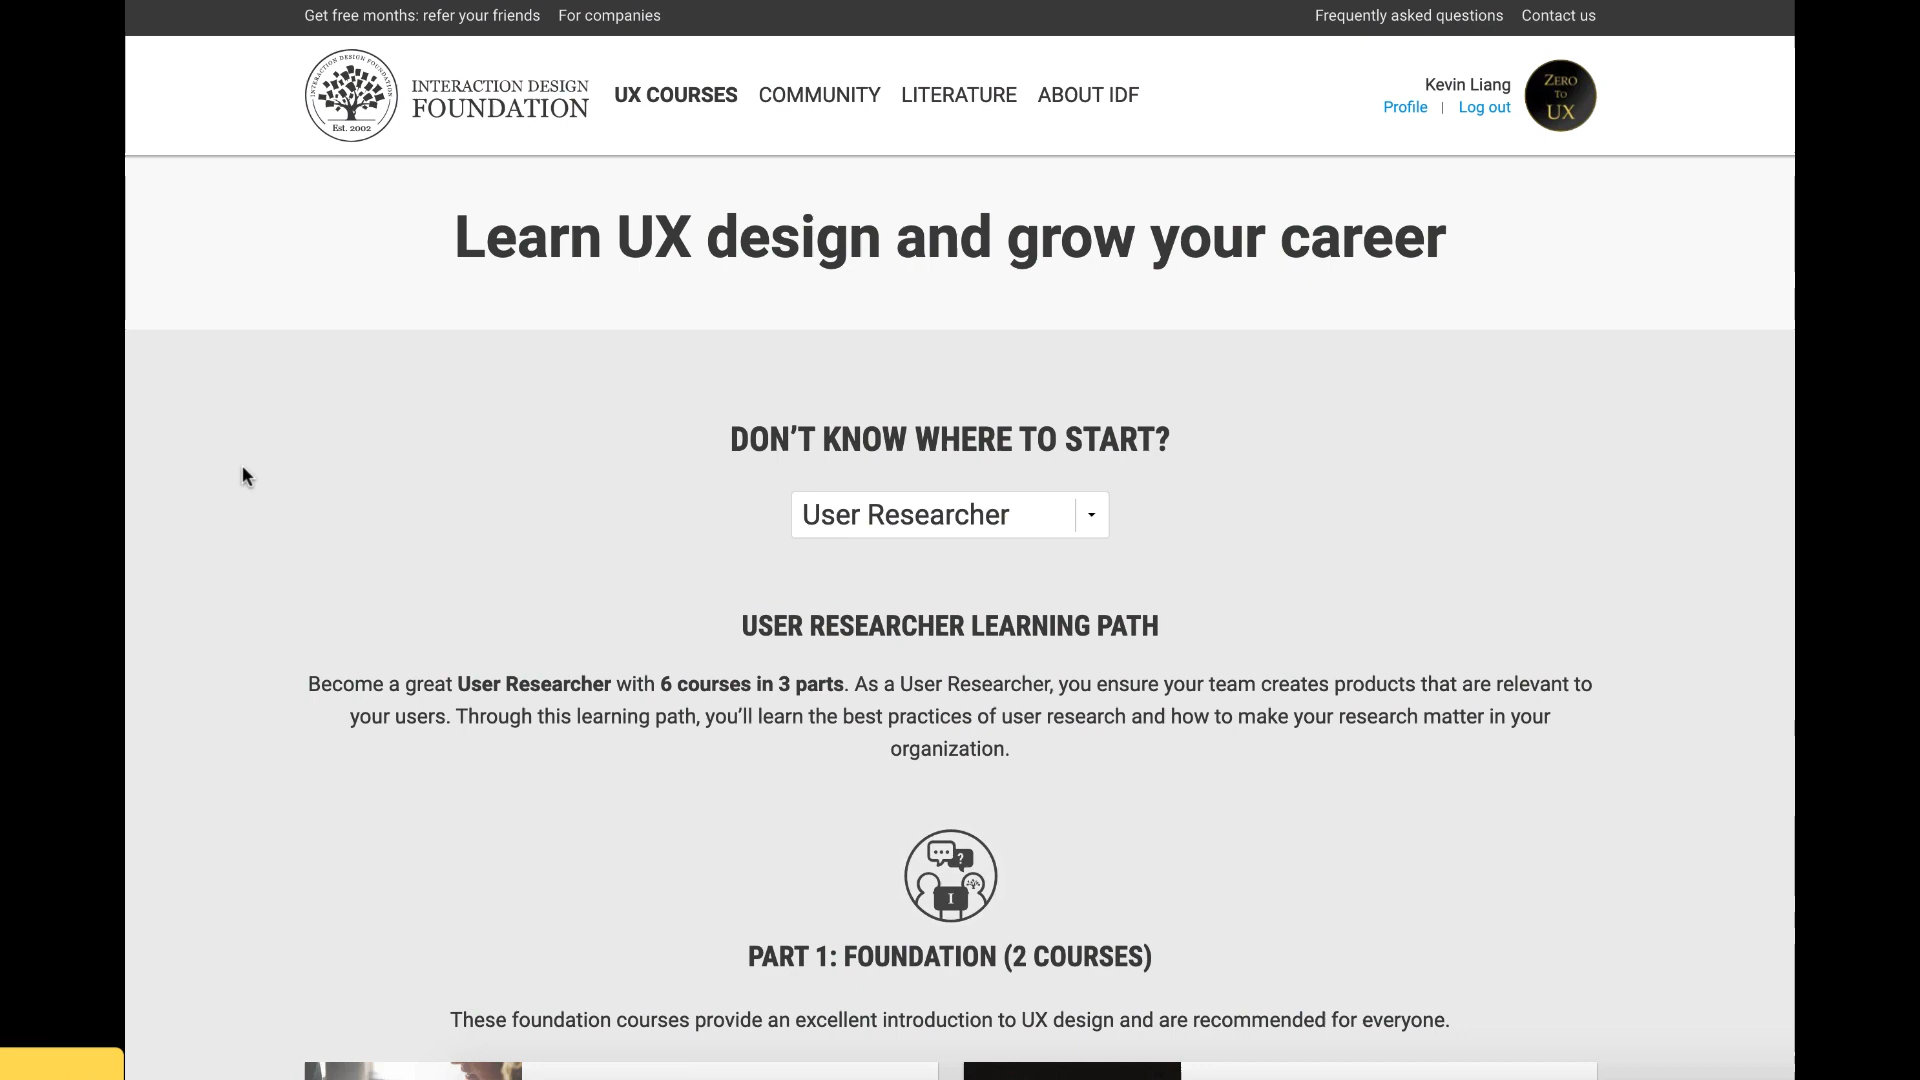 Get free months: refer your friends For companies Frequently asked questions Contact us
INTERACTION DESIGN FOUNDATION
Est. 2002
INTERACTION DESIGN
FOUNDATION
UX COURSES COMMUNITY LITERATURE ABOUT IDF
Kevin Liang
Profile | Log out
ZERO
TO
UX
Learn UX design and grow your career
DON’T KNOW WHERE TO START?
User Researcher
USER RESEARCHER LEARNING PATH
Become a great User Researcher with 6 courses in 3 parts. As a User Researcher, you ensure your team creates products that are relevant to
your users. Through this learning path, you’ll learn the best practices of user research and how to make your research matter in your
organization.
?
I
PART 1: FOUNDATION (2 COURSES)
These foundation courses provide an excellent introduction to UX design and are recommended for everyone.